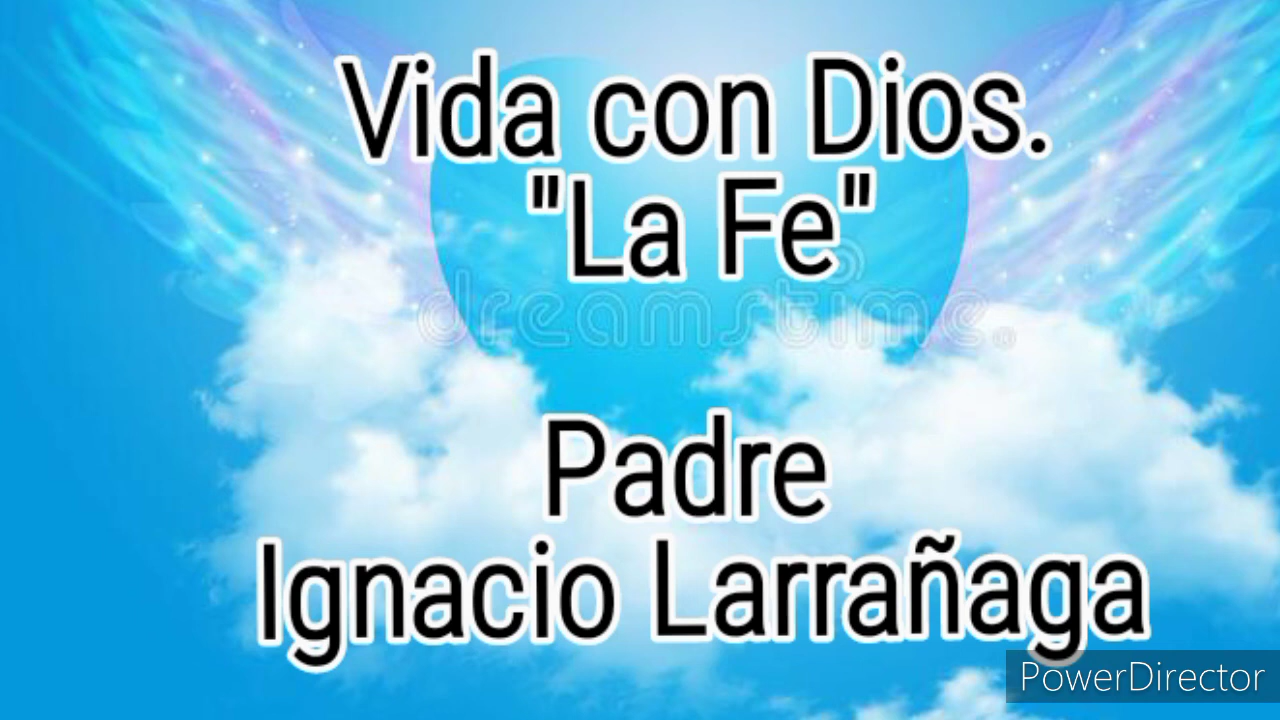 Vida con Dios.
"La Fe"
dreamstime.
Padre
Ignacio Larrañaga
PowerDirector